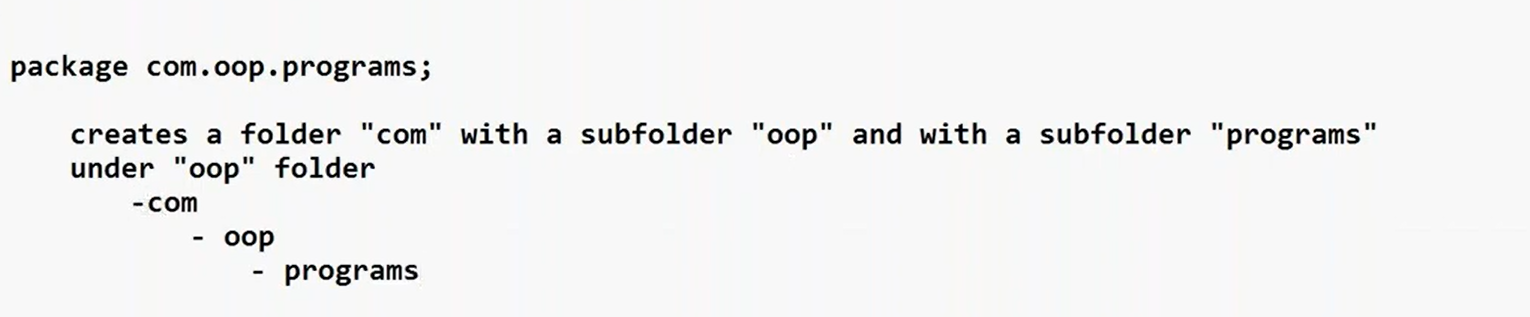 package com.oop.programs;
creates a folder "com" with a subfolder "oop" and with a subfolder "programs"
under "oop" folder
-com
- oop
- programs